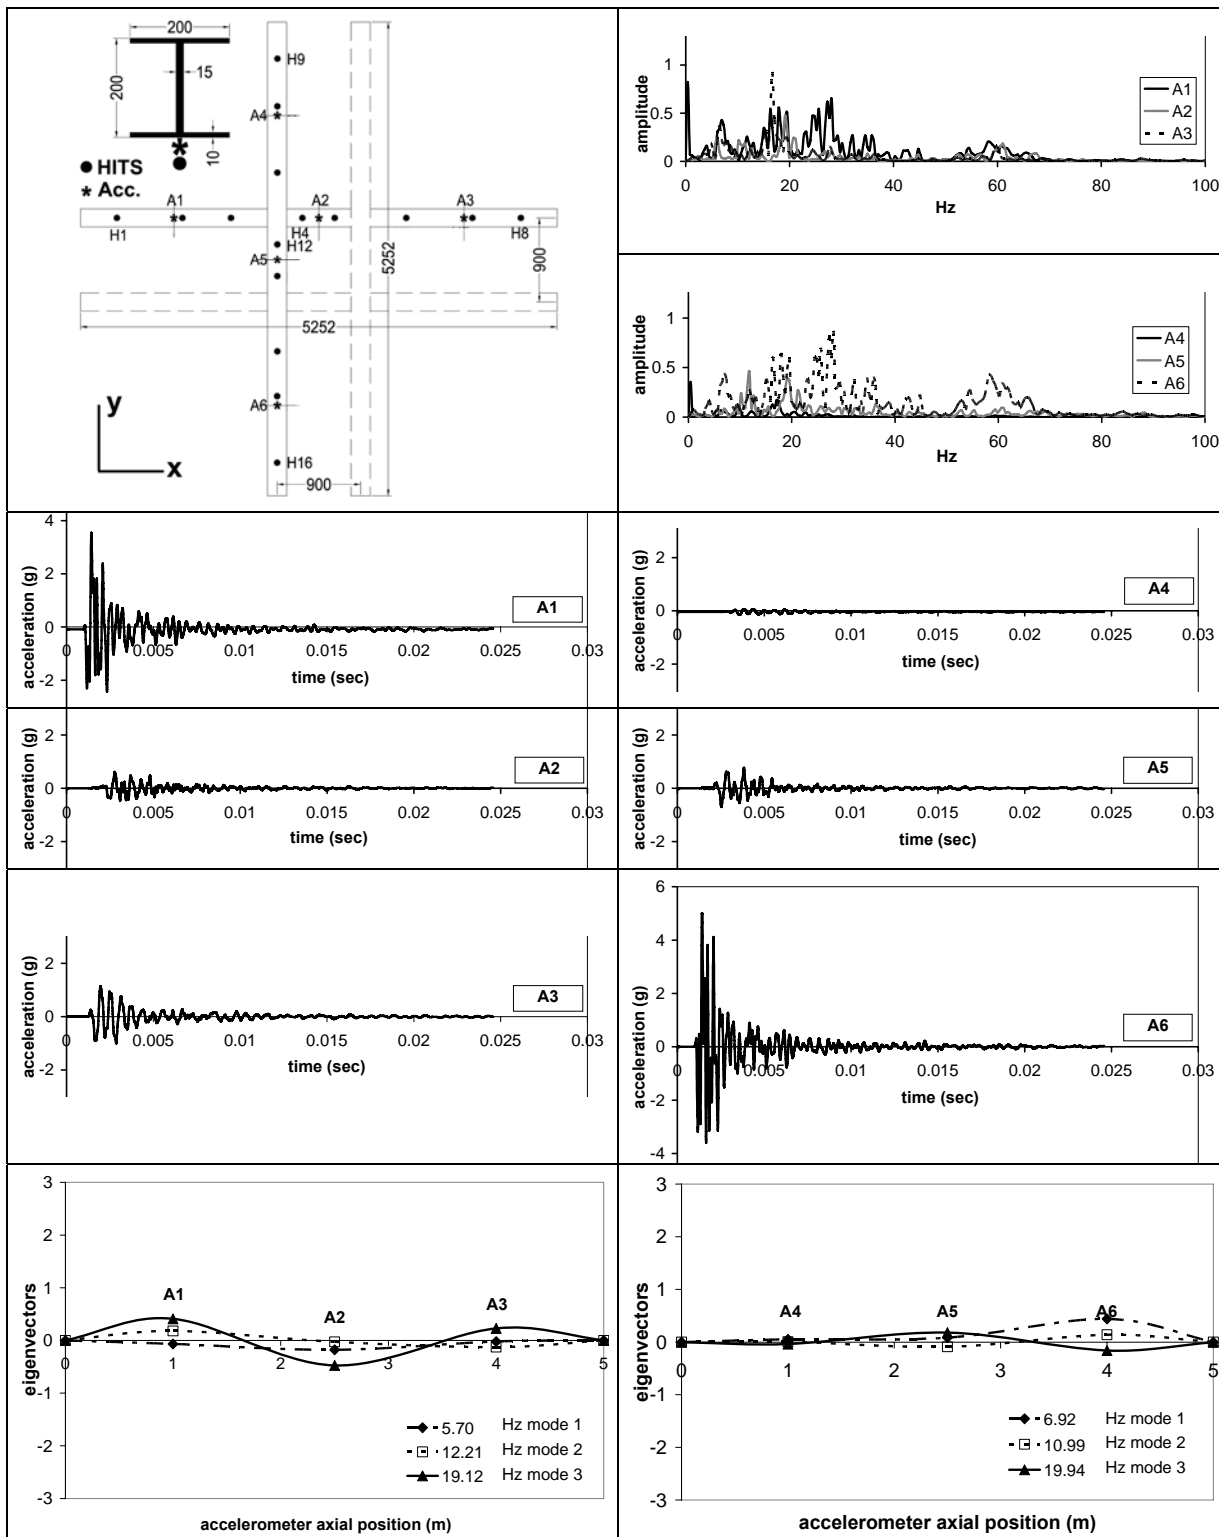 200
200
15
10
HITS
* Acc.
H9
A4
A1
A2
A3
H1
H4
H8
H12
A5
5252
900
5252
A6
H16
900
y
x
amplitude
1
0.5
0
0 20 40 60 80 100
Hz
A1
A2
A3
amplitude
1
0.5
0
0 20 40 60 80 100
Hz
A4
A5
A6
acceleration (g)
4
2
0
-2
0 0.005 0.01 0.015 0.02 0.025 0.03
time (sec)
A1
acceleration (g)
2
0
-2
0 0.005 0.01 0.015 0.02 0.025 0.03
time (sec)
A4
acceleration (g)
2
0
-2
0 0.005 0.01 0.015 0.02 0.025 0.03
time (sec)
A2
acceleration (g)
2
0
-2
0 0.005 0.01 0.015 0.02 0.025 0.03
time (sec)
A5
acceleration (g)
2
0
-2
0 0.005 0.01 0.015 0.02 0.025 0.03
time (sec)
A3
acceleration (g)
6
4
2
0
-2
-4
0 0.005 0.01 0.015 0.02 0.025 0.03
time (sec)
A6
eigenvectors
3
2
1
0
-1
-2
-3
A1
A2
A3
0 1 2 3 4 5
5.70 Hz mode 1
12.21 Hz mode 2
19.12 Hz mode 3
accelerometer axial position (m)
eigenvectors
3
2
1
0
-1
-2
-3
A4 A5 A6
0 1 2 3 4 5
6.92 Hz mode 1
10.99 Hz mode 2
19.94 Hz mode 3
accelerometer axial position (m)